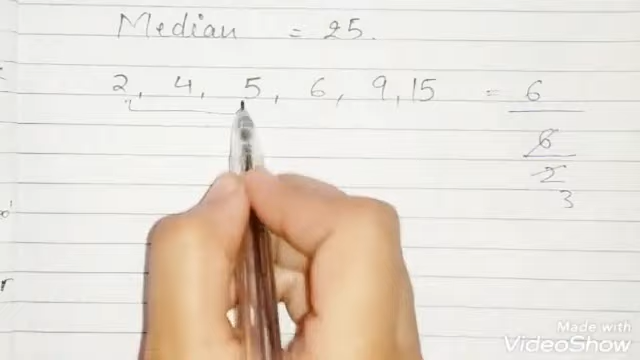 Median = 25.
2, 4, 5, 6, 9, 15 = 6
6
2
3
Made with
VideoShow